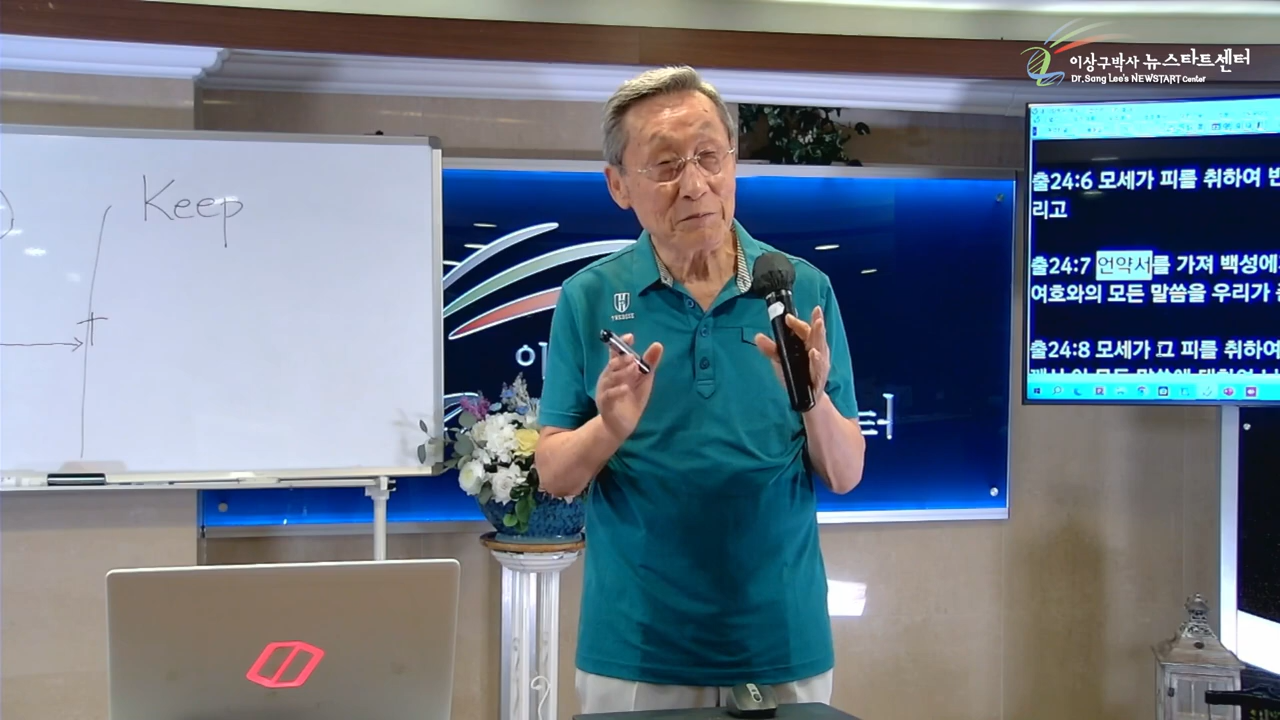 이상구박사 뉴스타트센터
Dr. Sang Lee's NEWSTART Center
Keep
출24:6 모세가 피를 취하여 반
리고
출24:7 언약서를 가져 백성에
여호와의 모든 말씀을 우리가
출24:8 모세가 그 피를 취하여
H